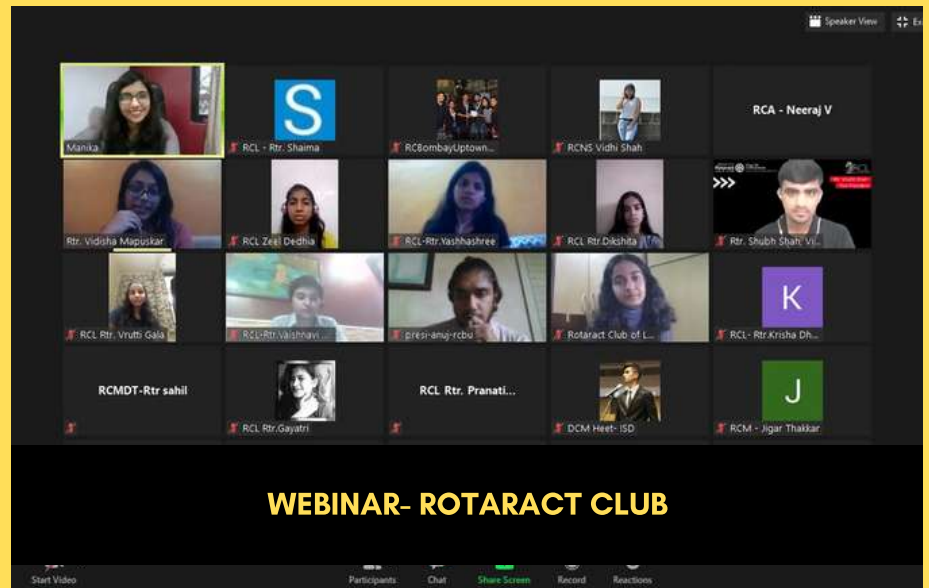 Speaker View
Manika
S
RCL - Rtr. Shaima
RCBombayUptown...
RCNS Vidhi Shah
RCA - Neeraj V
Rtr. Vidisha Mapuskar
RCL Zeel Dedhia
RCL-Rtr.Yashhashree
RCL Rtr.Dikshita
Rtr. Shubh Shah, Vi...
RCL
RCL Rtr. Vrutti Gala
RCL-Rtr.Vaishnavi
presi-anuj-rcbu
Rotaract Club of L...
K
RCL- Rtr.Krisha Dh...
RCMDT-Rtr sahil
RCL Rtr.Gayatri
RCL Rtr. Pranati...
DCM Heet- ISD
J
RCM - Jigar Thakkar
WEBINAR- ROTARACT CLUB
Start Video
Participants
Chat
Share Screen
Record
Reactions